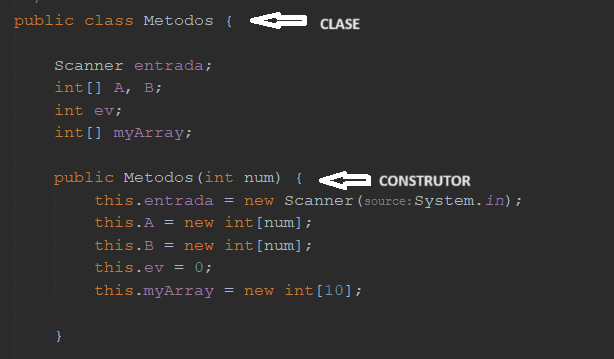 public class Metodos { CLASE
Scanner entrada;
int[] A, B;
int ev;
int[] myArray;
public Metodos(int num) { CONSTRUTOR
this.entrada = new Scanner(source:System.in);
this.A = new int[num];
this.B = new int[num];
this.ev = 0;
this.myArray = new int[10];
}